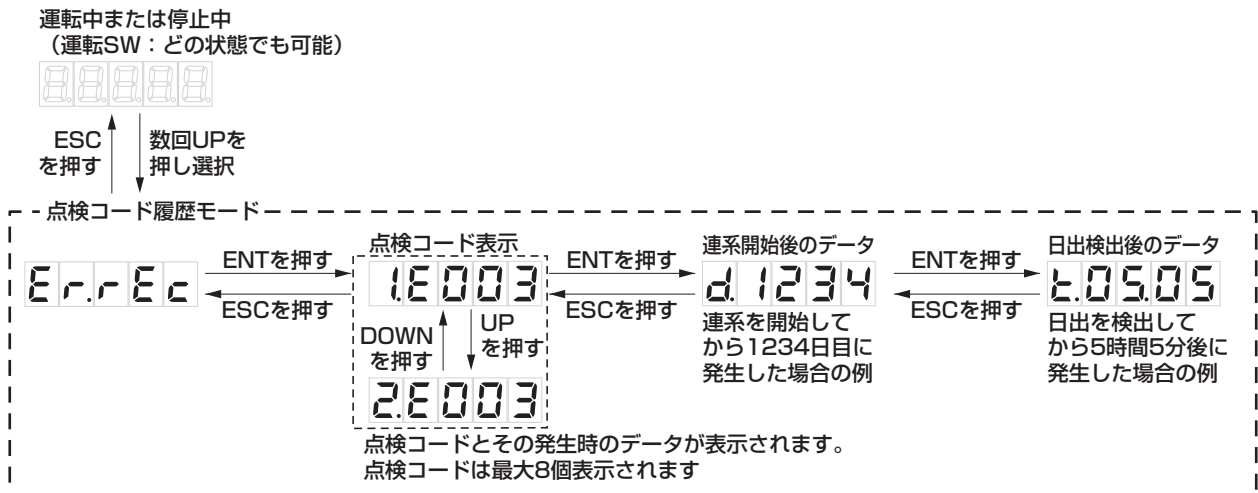 運転中または停止中
（運転SW：どの状態でも可能）
8.8.8.8.8.
ESC
を押す
数回UPを
押し選択
点検コード履歴モード
Er.rEc
ENTを押す
ESCを押す
点検コード表示
1.E003
DOWN
を押す
UP
を押す
2.E003
点検コードとその発生時のデータが表示されます。
点検コードは最大8個表示されます
ENTを押す
ESCを押す
連系開始後のデータ
d.1234
連系を開始して
から1234日目に
発生した場合の例
ENTを押す
ESCを押す
日出検出後のデータ
t.05.05
日出を検出して
から5時間5分後に
発生した場合の例